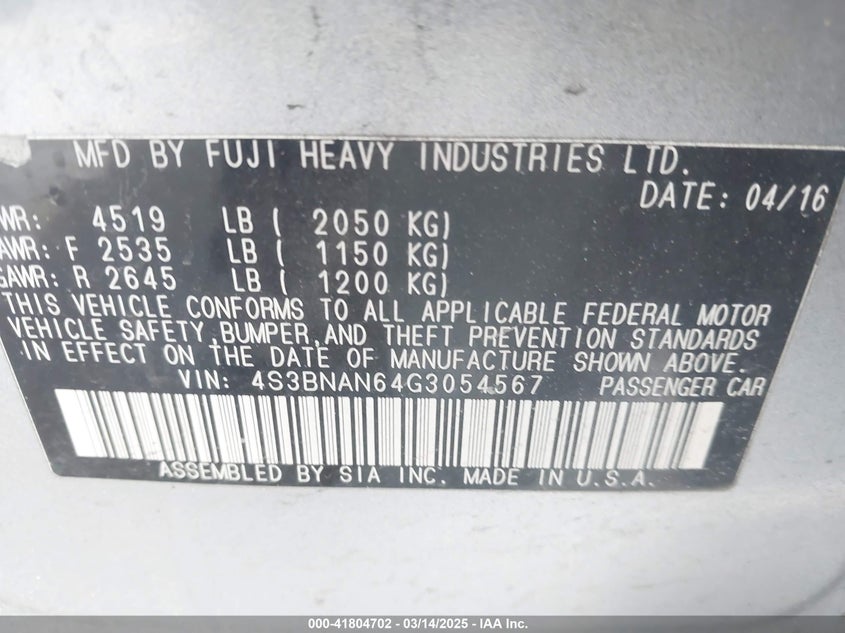 MFD BY FUJI HEAVY INDUSTRIES LTD.
DATE: 04/16
WR: 4519 LB ( 2050 KG)
AWR: F 2535 LB ( 1150 KG)
GAWR: R 2645 LB ( 1200 KG)
THIS VEHICLE CONFORMS TO ALL APPLICABLE FEDERAL MOTOR
VEHICLE SAFETY,BUMPER,AND THEFT PREVENTION STANDARDS
IN EFFECT ON THE DATE OF MANUFACTURE SHOWN ABOVE.
VIN: 4S3BNAN64G3054567 PASSENGER CAR
ASSEMBLED BY SIA INC. MADE IN U.S.A.
000-41804702 - 03/14/2025 - IAA Inc.